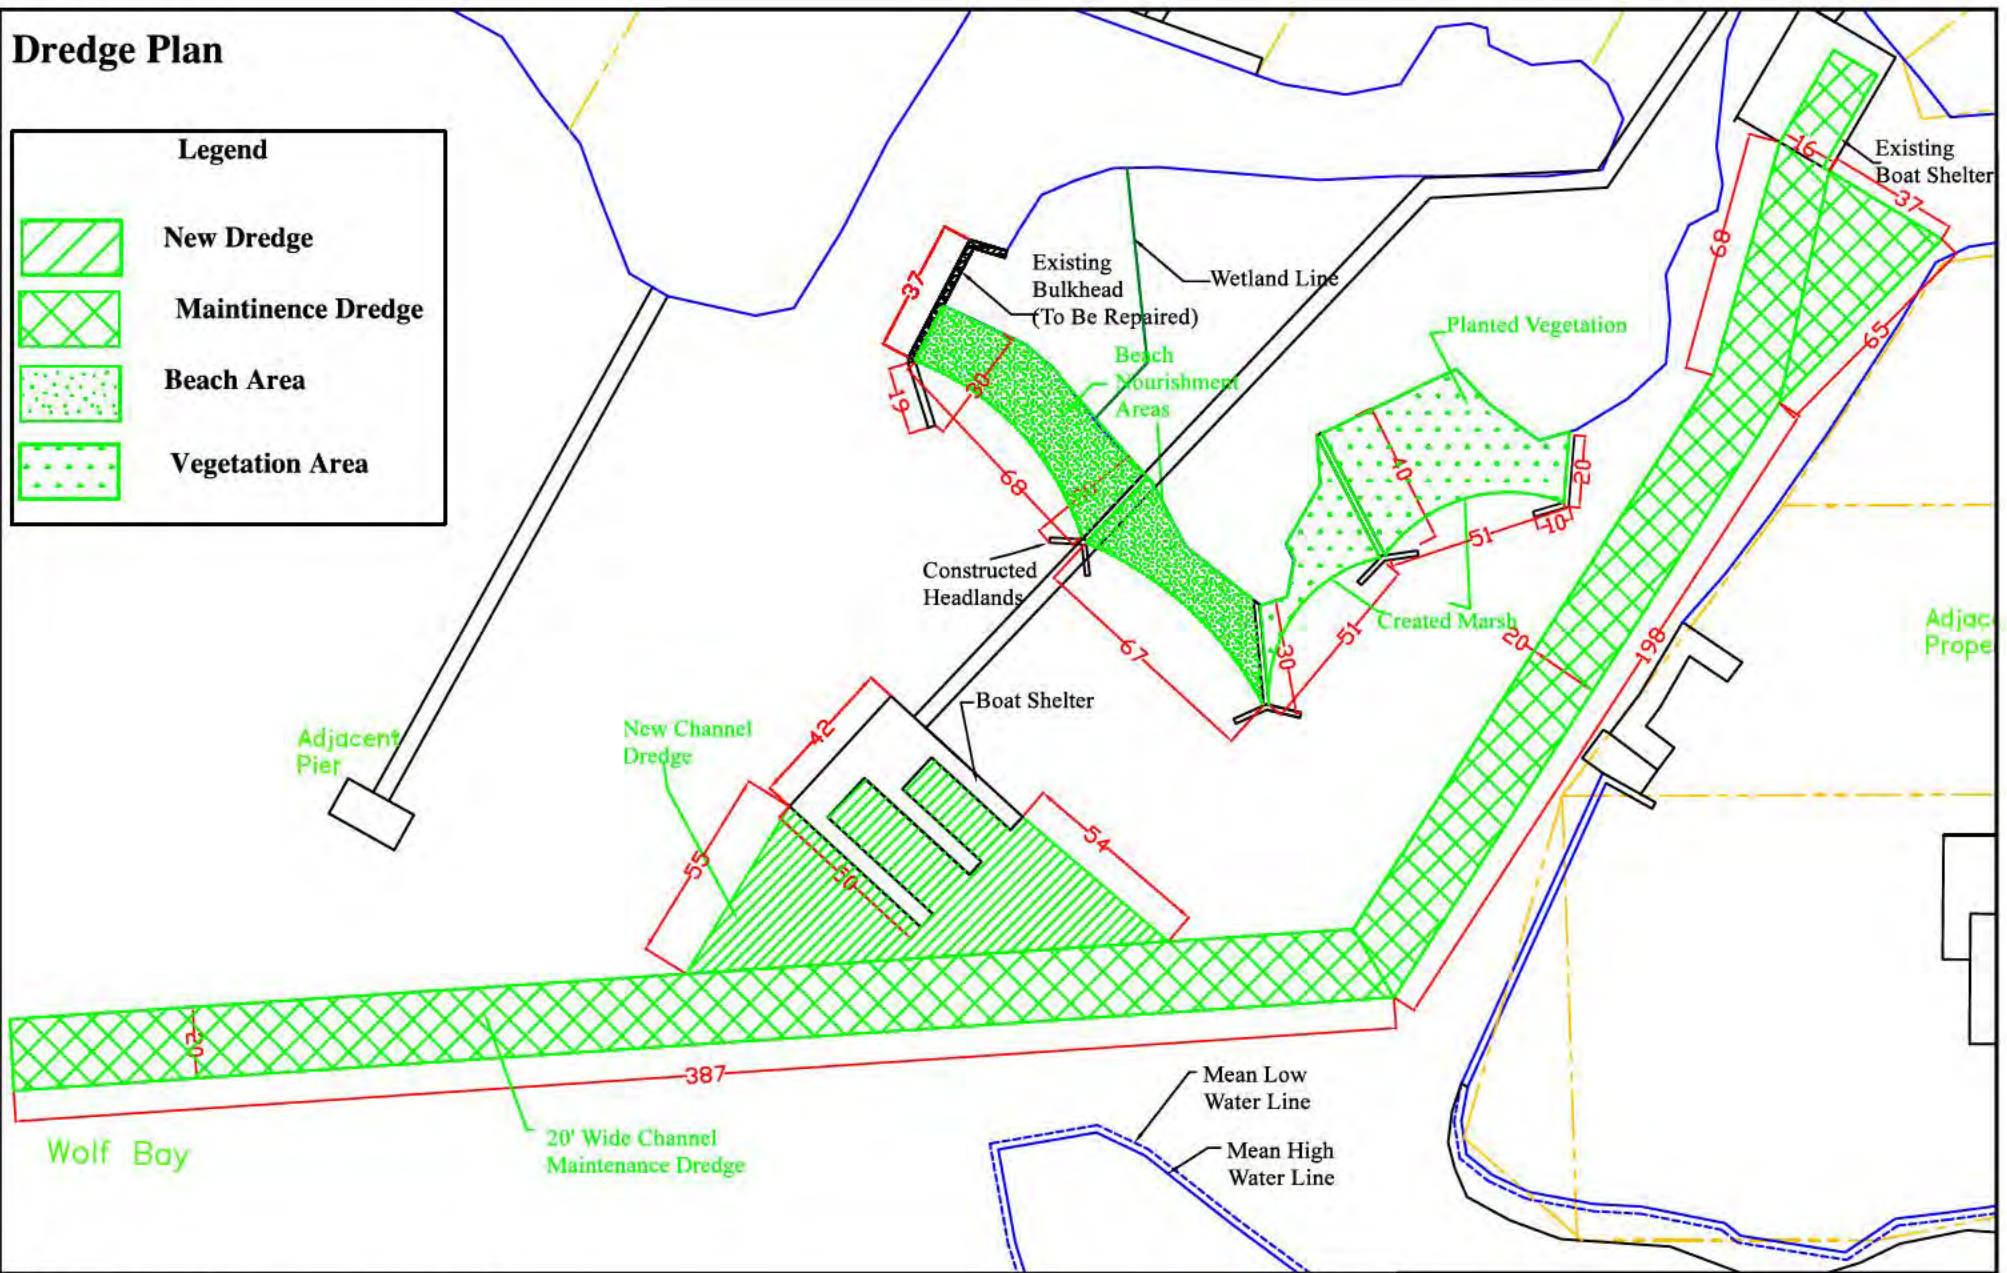 Dredge Plan
Legend
New Dredge
Maintinence Dredge
Beach Area
Vegetation Area
Existing
Boat Shelter
16
37
68
65
Existing
Bulkhead
(To Be Repaired)
Wetland Line
37
19
30
68
Beach
Nourishment
Areas
Planted Vegetation
40
20
10
51
Constructed
Headlands
67
30
51
Created Marsh
20
198
Adjac
Prope
Boat Shelter
New Channel
Dredge
42
55
50
54
Adjacent
Pier
20
387
20' Wide Channel
Maintenance Dredge
Wolf Bay
Mean Low
Water Line
Mean High
Water Line